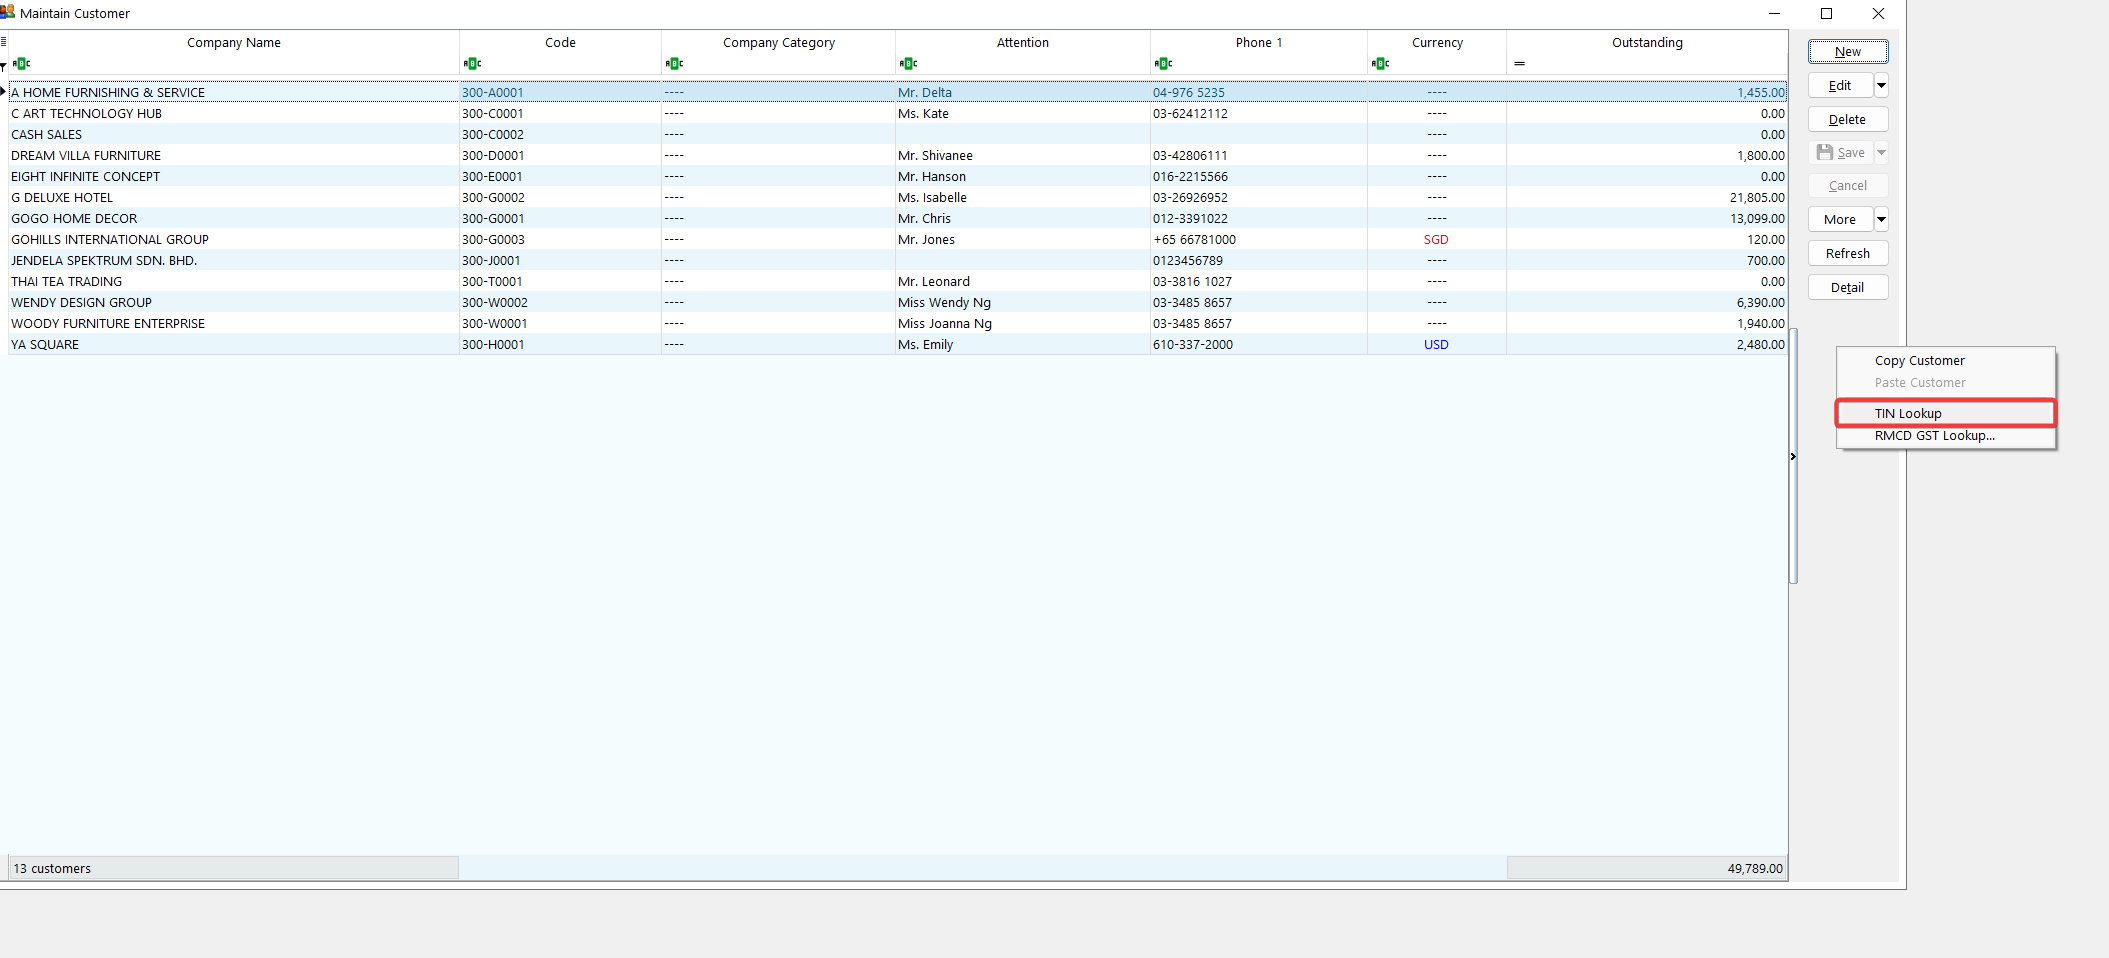 Maintain Customer
Company Name Code Company Category Attention Phone 1 Currency Outstanding
ABC ABC ABC ABC ABC ABC =
A HOME FURNISHING & SERVICE 300-A0001 ---- Mr. Delta 04-976 5235 ---- 1,455.00
C ART TECHNOLOGY HUB 300-C0001 ---- Ms. Kate 03-62412112 ---- 0.00
CASH SALES 300-C0002 ---- ---- 0.00
DREAM VILLA FURNITURE 300-D0001 ---- Mr. Shivanee 03-42806111 ---- 1,800.00
EIGHT INFINITE CONCEPT 300-E0001 ---- Mr. Hanson 016-2215566 ---- 0.00
G DELUXE HOTEL 300-G0002 ---- Ms. Isabelle 03-26926952 ---- 21,805.00
GOGO HOME DECOR 300-G0001 ---- Mr. Chris 012-3391022 ---- 13,099.00
GOHILLS INTERNATIONAL GROUP 300-G0003 ---- Mr. Jones +65 66781000 SGD 120.00
JENDELA SPEKTRUM SDN. BHD. 300-J0001 ---- 0123456789 ---- 700.00
THAI TEA TRADING 300-T0001 ---- Mr. Leonard 03-3816 1027 ---- 0.00
WENDY DESIGN GROUP 300-W0002 ---- Miss Wendy Ng 03-3485 8657 ---- 6,390.00
WOODY FURNITURE ENTERPRISE 300-W0001 ---- Miss Joanna Ng 03-3485 8657 ---- 1,940.00
YA SQUARE 300-H0001 ---- Ms. Emily 610-337-2000 USD 2,480.00
13 customers 49,789.00
New
Edit
Delete
Save
Cancel
More
Refresh
Detail
Copy Customer
Paste Customer
TIN Lookup
RMCD GST Lookup...